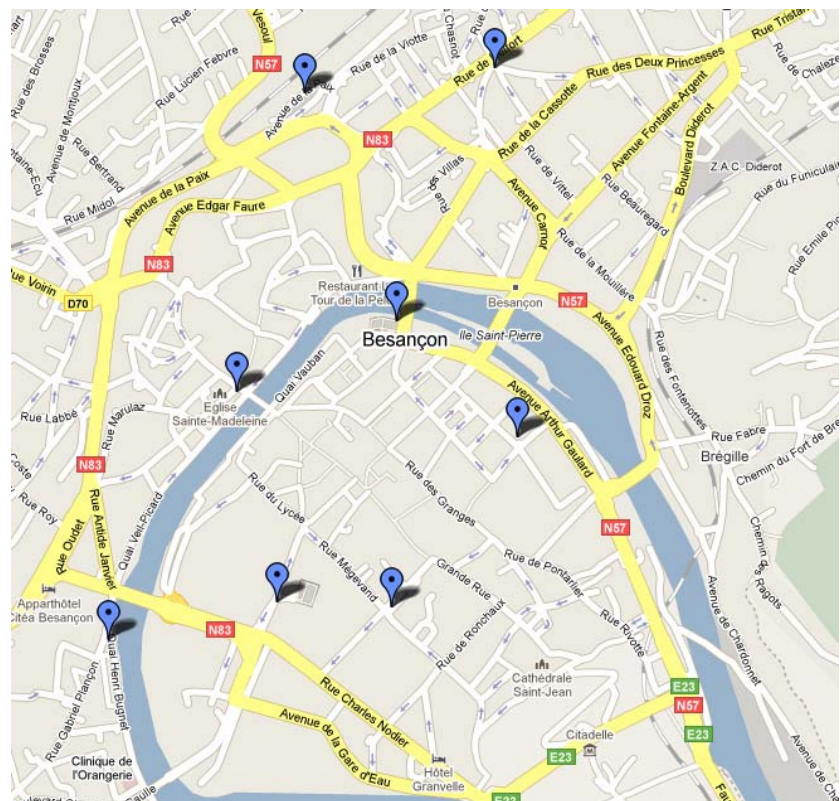 Rue des Brosses
Avenue de Montjoux
Rue Lucien Febvre
Vesoul
N57
Rue de la Viotte
Avenue de la Paix
Chasnot
Rue Tristan
Rue des Deux Princesses
Rue de Chaleze
Rue de la Cassotte
Avenue Fontaine-Argent
Boulevard Diderot
Z.A.C. Diderot
Rue du Funiculaire
N83
Rue Bertrand
Rue Midol
Avenue de la Paix
Avenue Edgar Faure
Rue des Villas
Rue de Vittel
Rue Beauregard
Avenue Carnot
Rue de la Mouillère
Rue Voirin
N83
D70
Restaurant
Tour de la
Besançon
N57
Ile Saint-Pierre
Besançon
Avenue Edouard Droz
Rue des Fontenottes
Quai Vauban
Eglise
Sainte-Madeleine
Rue Labbé
Rue Marulaz
Avenue Arthur Gaulard
Rue Fabre
Brégille
Chemin du Fort de
N83
Rue Roy
Rue Oudet
Rue Antide Janvier
Quai Veil-Picard
Rue du Lycée
Rue des Granges
N57
Chemin des Ragots
Rue Mégevand
Grande Rue
Rue de Pontarlier
Rue Rivotte
Avenue de Chardonnet
Apparthôtel
Citéa Besançon
N83
Rue de Ronchaux
Cathédrale
Saint-Jean
Rue Gabriel Plançon
Quai Henri Bugnet
Rue Charles Nodier
E23
N57
E23
Avenue de la Gare d'Eau
Citadelle
E23
Clinique de
l'Orangerie
Hôtel
Granvelle
E23